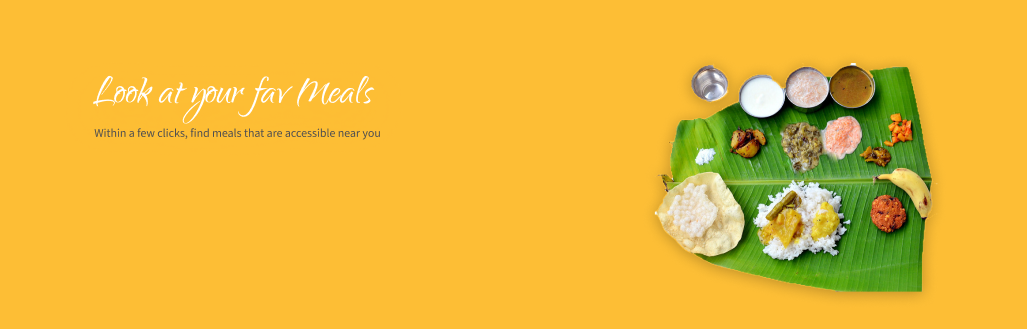 Look at your fav Meals
Within a few clicks, find meals that are accessible near you